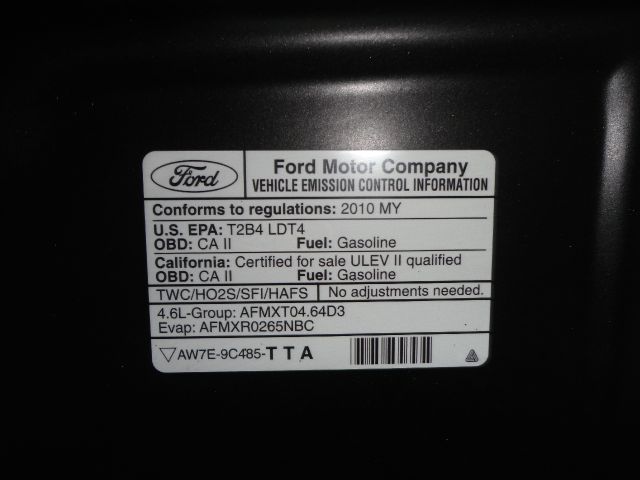 Ford
Ford Motor Company
VEHICLE EMISSION CONTROL INFORMATION
Conforms to regulations: 2010 MY
U.S. EPA: T2B4 LDT4
OBD: CA II Fuel: Gasoline
California: Certified for sale ULEV II qualified
OBD: CA II Fuel: Gasoline
TWC/HO2S/SFI/HAFS No adjustments needed.
4.6L-Group: AFMXT04.64D3
Evap: AFMXR0265NBC
AW7E-9C485-TTA